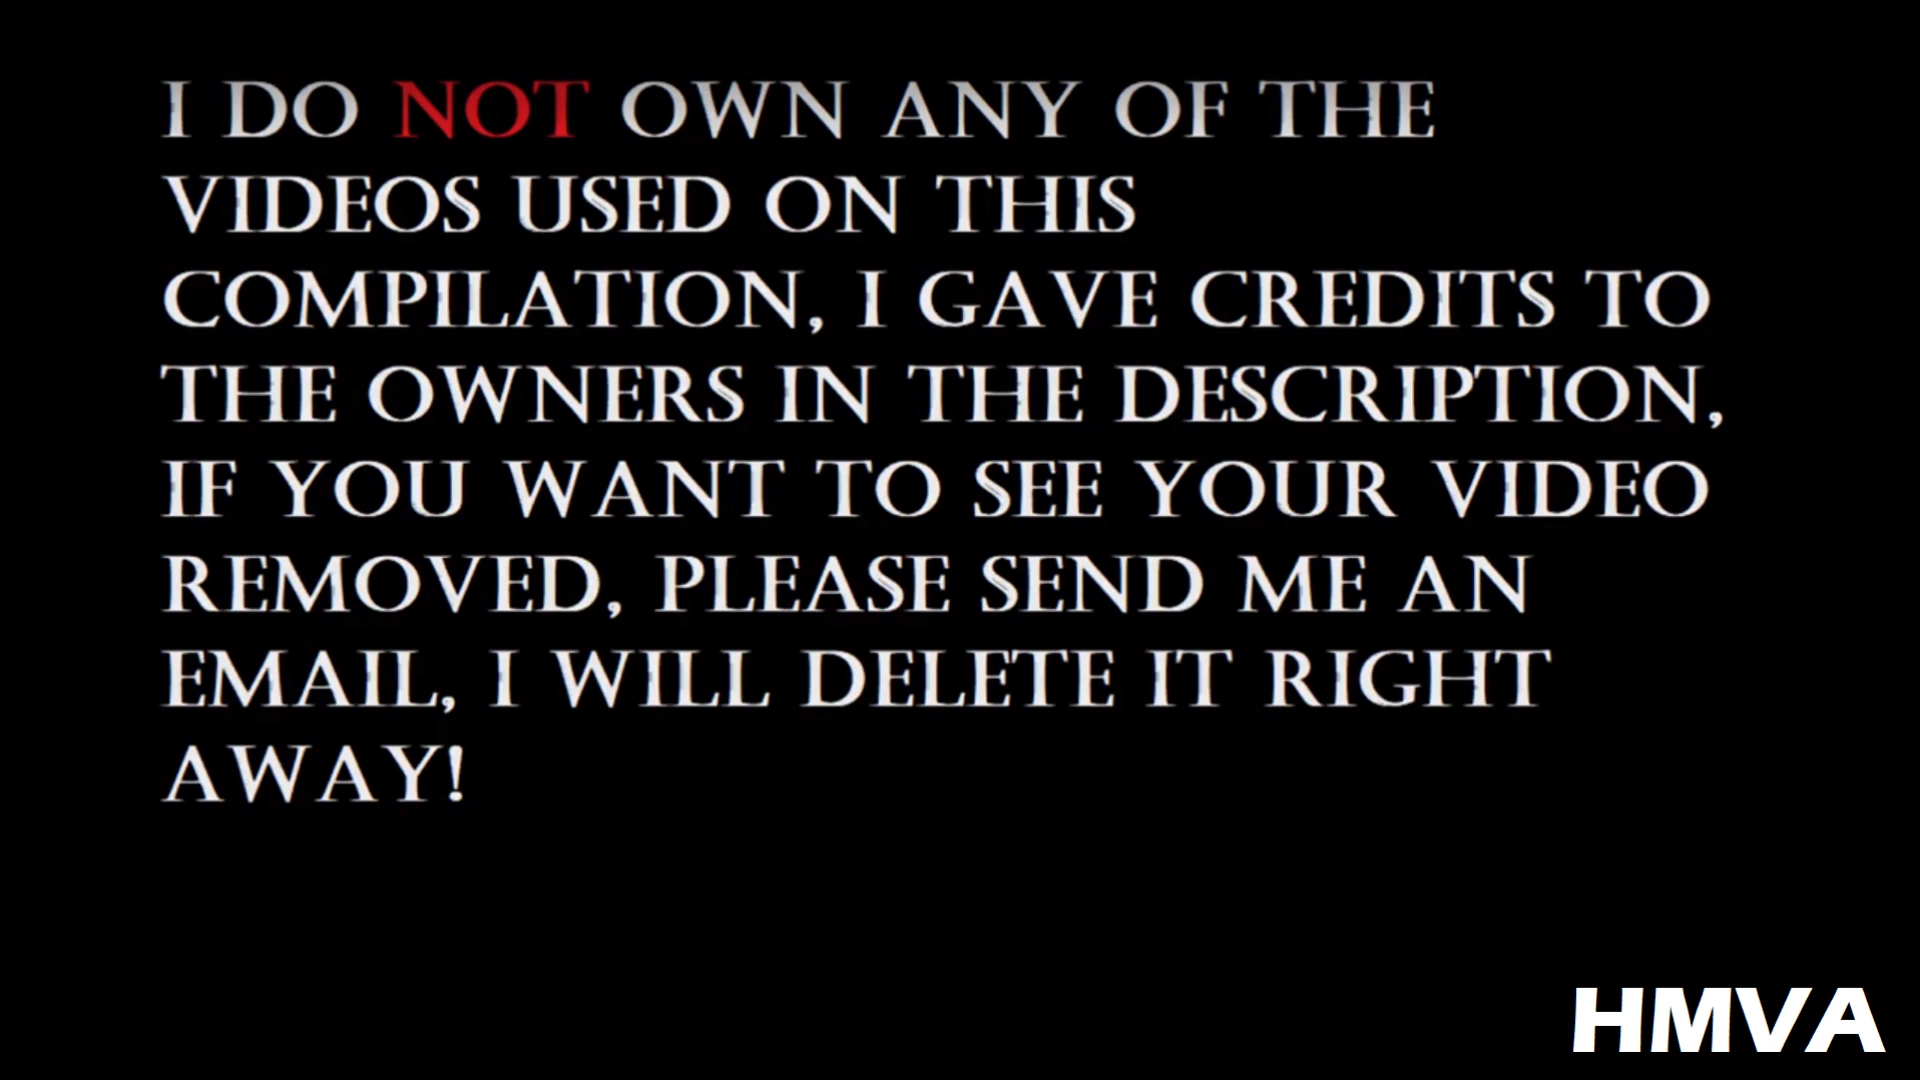 I DO NOT OWN ANY OF THE
VIDEOS USED ON THIS
COMPILATION, I GAVE CREDITS TO
THE OWNERS IN THE DESCRIPTION,
IF YOU WANT TO SEE YOUR VIDEO
REMOVED, PLEASE SEND ME AN
EMAIL, I WILL DELETE IT RIGHT
AWAY!
HMVA